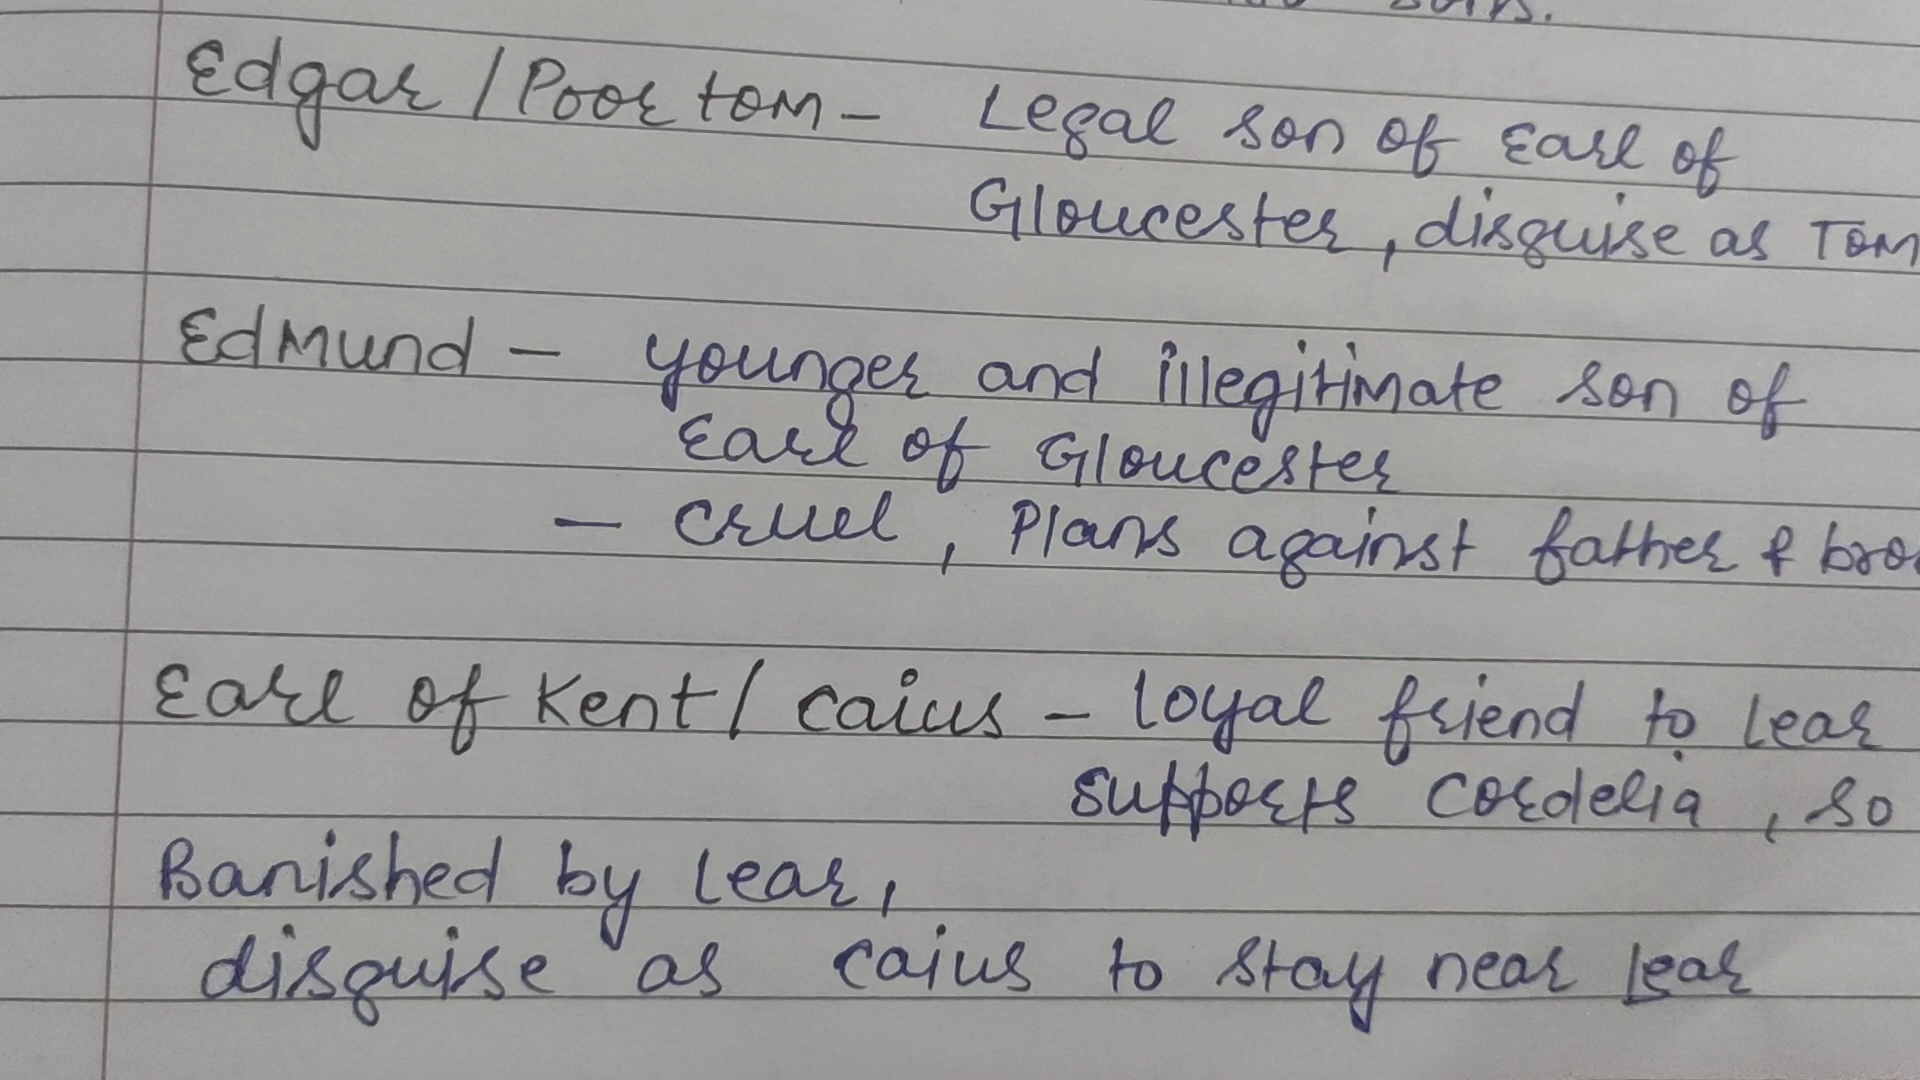 sons.
Edgar / Poor tom - Legal son of Earl of
Gloucester, disguise as Tom
Edmund - younger and illegitimate son of
Earl of Gloucester
- cruel, Plans against father & bro
Earl of Kent / caius - loyal friend to lear
supports Cordelia, so
Banished by lear,
disguise as caius to stay near lear